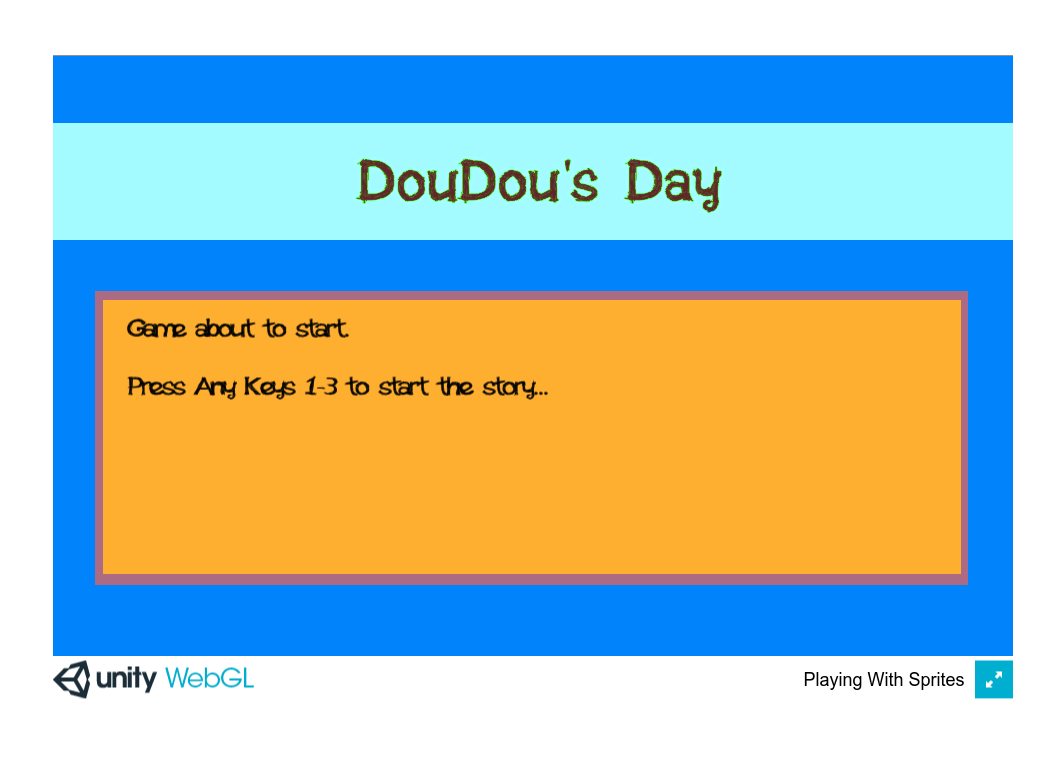 DouDou's Day
Game about to start.
Press Any Keys 1-3 to start the story...
unity WebGL
Playing With Sprites